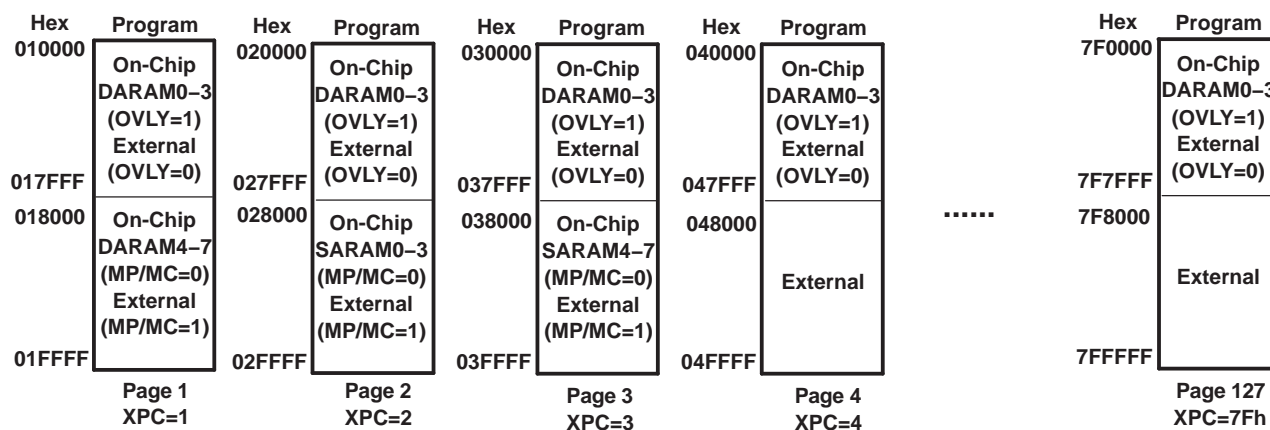 Hex Program
010000
On-Chip
DARAM0–3
(OVLY=1)
External
(OVLY=0)
017FFF
018000
On-Chip
DARAM4–7
(MP/MC=0)
External
(MP/MC=1)
01FFFF
Page 1
XPC=1
Hex Program
020000
On-Chip
DARAM0–3
(OVLY=1)
External
(OVLY=0)
027FFF
028000
On-Chip
SARAM0–3
(MP/MC=0)
External
(MP/MC=1)
02FFFF
Page 2
XPC=2
Hex Program
030000
On-Chip
DARAM0–3
(OVLY=1)
External
(OVLY=0)
037FFF
038000
On-Chip
SARAM4–7
(MP/MC=0)
External
(MP/MC=1)
03FFFF
Page 3
XPC=3
Hex Program
040000
On-Chip
DARAM0–3
(OVLY=1)
External
(OVLY=0)
047FFF
048000
External
04FFFF
Page 4
XPC=4
......
Hex Program
7F0000
On-Chip
DARAM0–3
(OVLY=1)
External
(OVLY=0)
7F7FFF
7F8000
External
7FFFFF
Page 127
XPC=7Fh